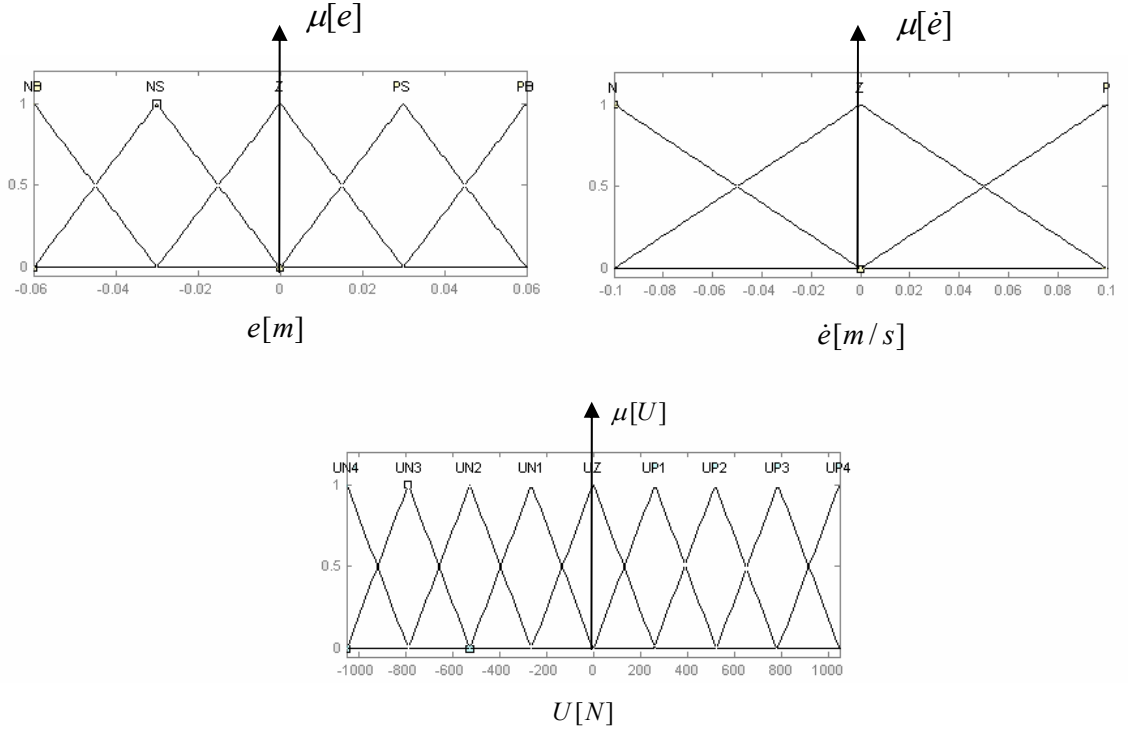 μ[e] μ[ė]
NB NS Z PS PB N Z P
1 1
0.5 0.5
0 0
-0.06 -0.04 -0.02 0 0.02 0.04 0.06 -0.1 -0.08 -0.06 -0.04 -0.02 0 0.02 0.04 0.06 0.08 0.1
e[m] ė[m/s]
μ[U]
UN4 UN3 UN2 UN1 UZ UP1 UP2 UP3 UP4
1
0.5
0
-1000 -800 -600 -400 -200 0 200 400 600 800 1000
U[N]